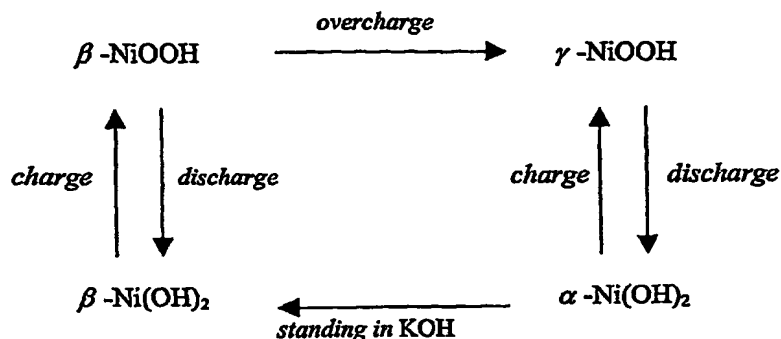 overcharge
β -NiOOH γ -NiOOH
charge discharge charge discharge
β -Ni(OH)₂ α -Ni(OH)₂
standing in KOH